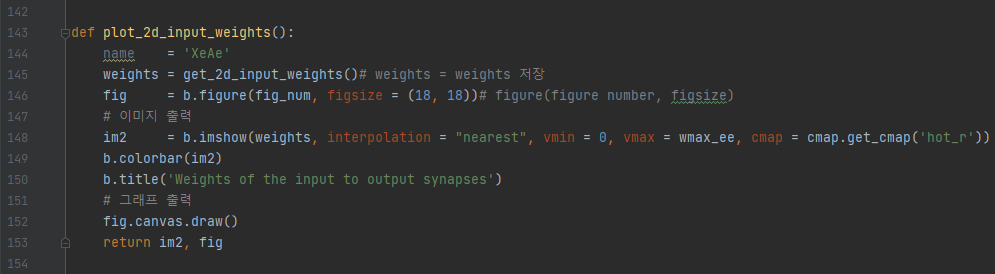 142
143 def plot_2d_input_weights():
144     name    = 'XeAe'
145     weights = get_2d_input_weights()# weights = weights 저장
146     fig     = b.figure(fig_num, figsize = (18, 18))# figure(figure number, figsize)
147     # 이미지 출력
148     im2     = b.imshow(weights, interpolation = "nearest", vmin = 0, vmax = wmax_ee, cmap = cmap.get_cmap('hot_r'))
149     b.colorbar(im2)
150     b.title('Weights of the input to output synapses')
151     # 그래프 출력
152     fig.canvas.draw()
153     return im2, fig
154